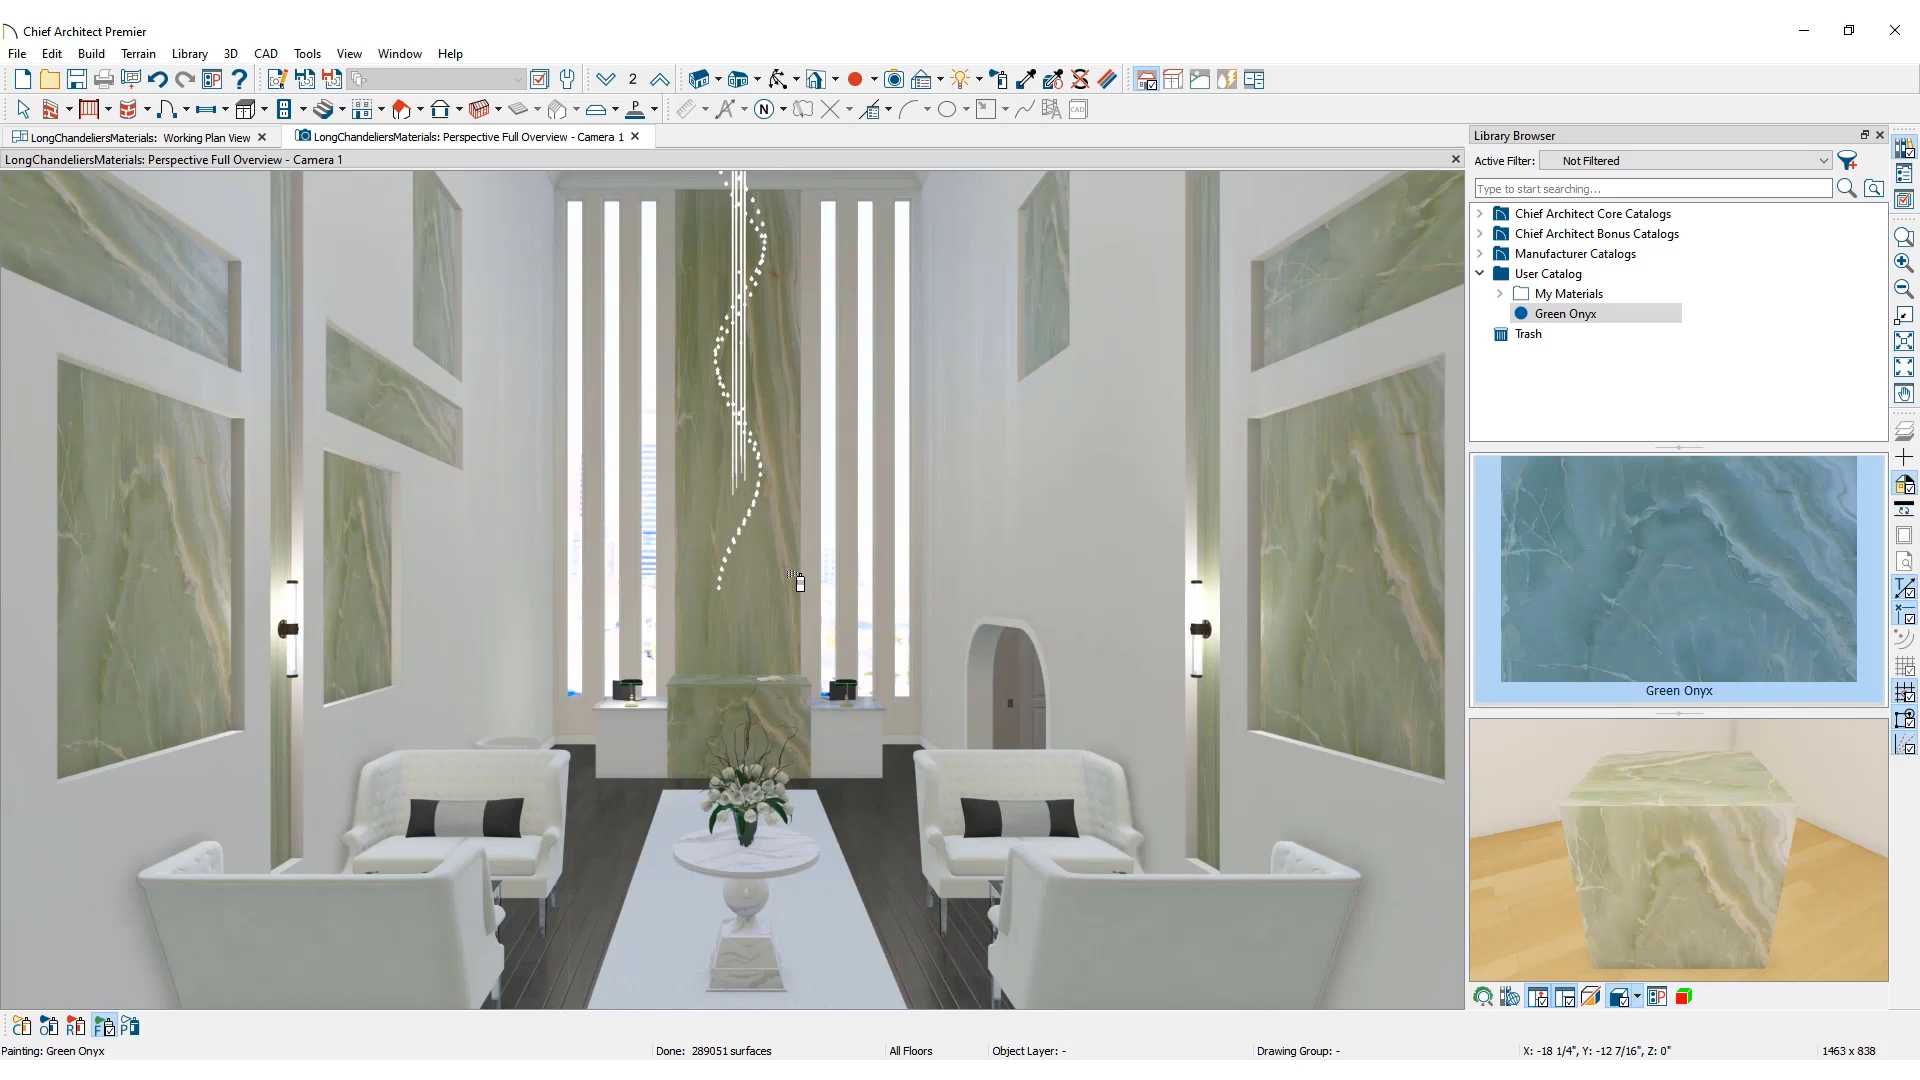 Chief Architect Premier
File Edit Build Terrain Library 3D CAD Tools View Window Help
2
N
P
CAD
LongChandeliersMaterials: Working Plan View
LongChandeliersMaterials: Perspective Full Overview - Camera 1
LongChandeliersMaterials: Perspective Full Overview - Camera 1
Library Browser
Active Filter: Not Filtered
Type to start searching...
Chief Architect Core Catalogs
Chief Architect Bonus Catalogs
Manufacturer Catalogs
User Catalog
My Materials
Green Onyx
Trash
Green Onyx
C O R F P
Painting: Green Onyx
Done: 289051 surfaces
All Floors
Object Layer: -
Drawing Group: -
X: -18 1/4", Y: -12 7/16", Z: 0"
1463 x 838